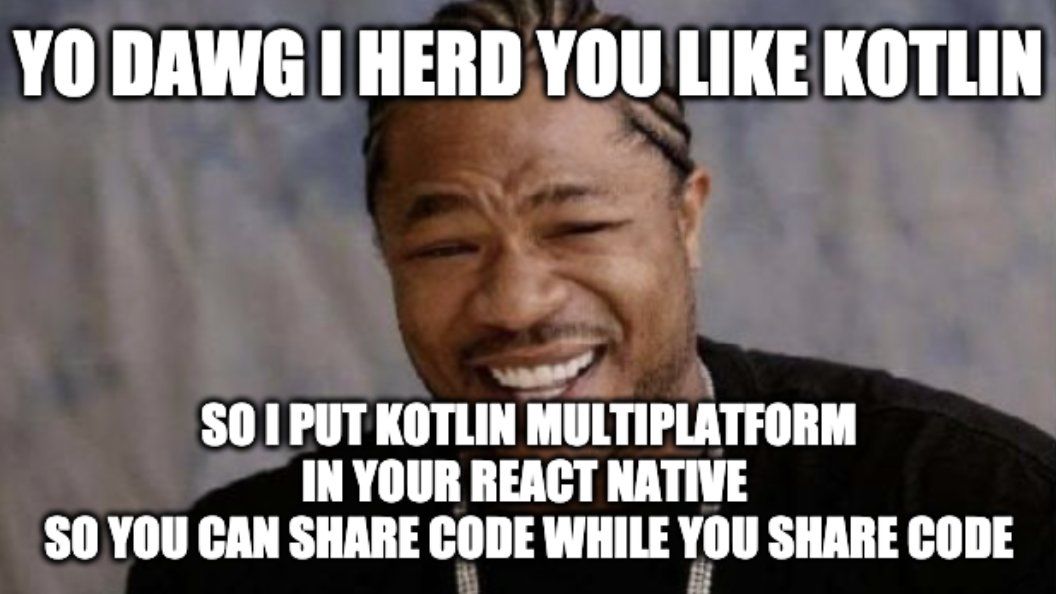 YO DAWG I HERD YOU LIKE KOTLIN
SO I PUT KOTLIN MULTIPLATFORM
IN YOUR REACT NATIVE
SO YOU CAN SHARE CODE WHILE YOU SHARE CODE